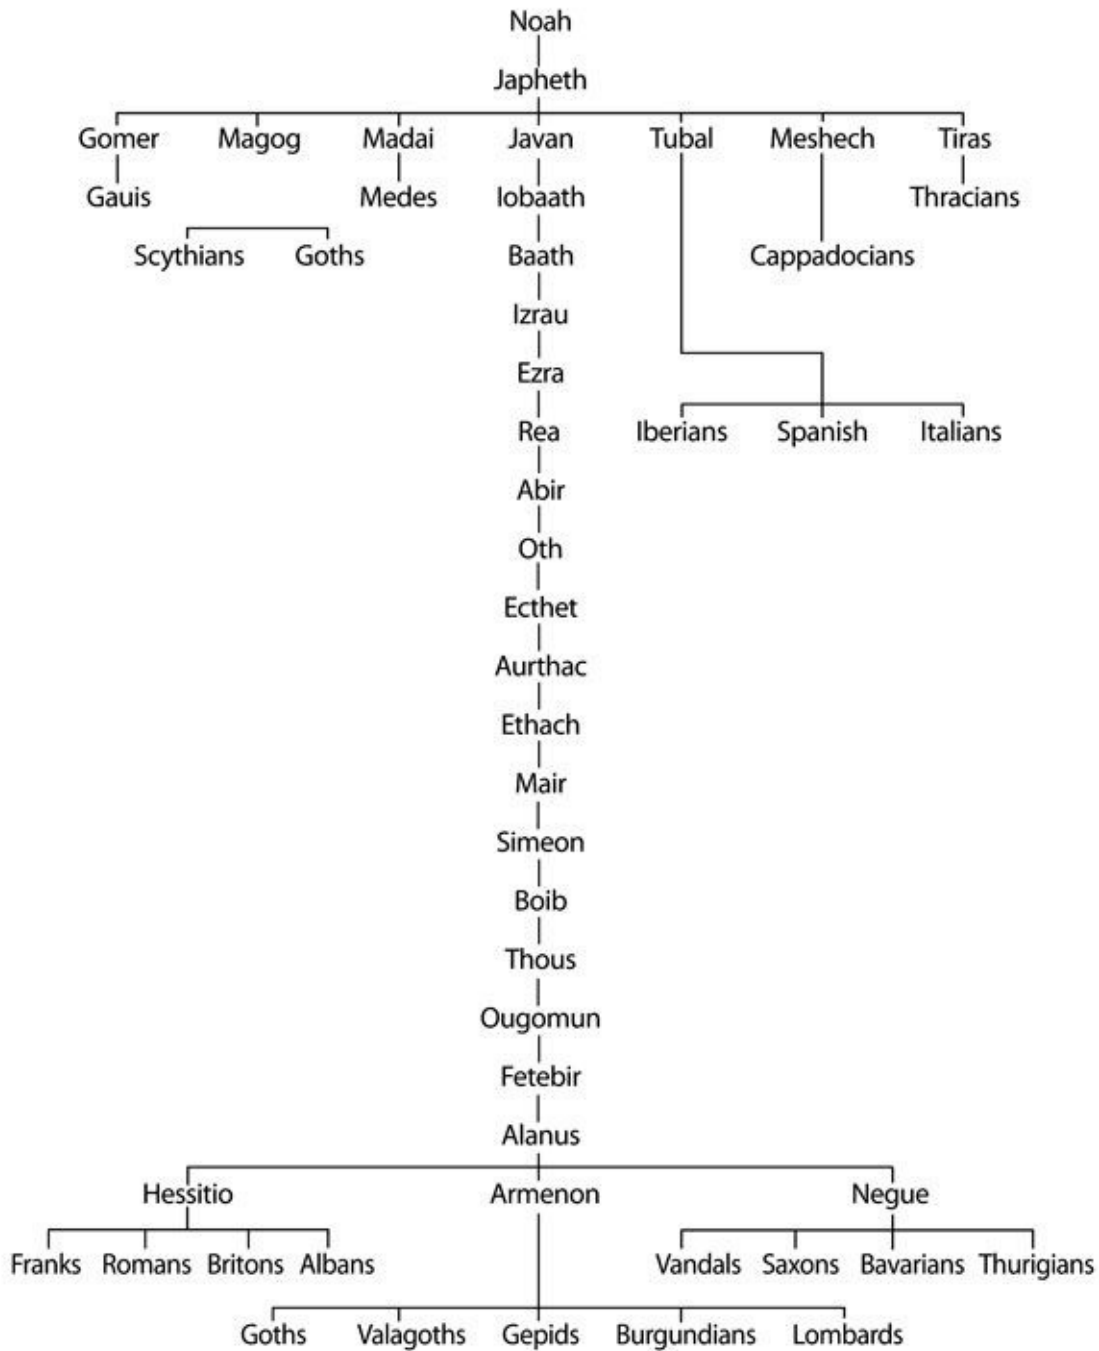 Noah
Japheth
Gomer Magog Madai Javan Tubal Meshech Tiras
Gauis Medes Iobaath Thracians
Scythians Goths Baath Cappadocians
Izrau
Ezra
Rea Iberians Spanish Italians
Abir
Oth
Ecthet
Aurthac
Ethach
Mair
Simeon
Boib
Thous
Ougomun
Fetebir
Alanus
Hessitio Armenon Negue
Franks Romans Britons Albans Vandals Saxons Bavarians Thurigians
Goths Valagoths Gepids Burgundians Lombards